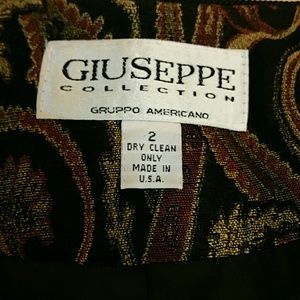 GIUSEPPE
COLLECTION
GRUPPO AMERICANO
2
DRY CLEAN
ONLY
MADE IN
U.S.A.